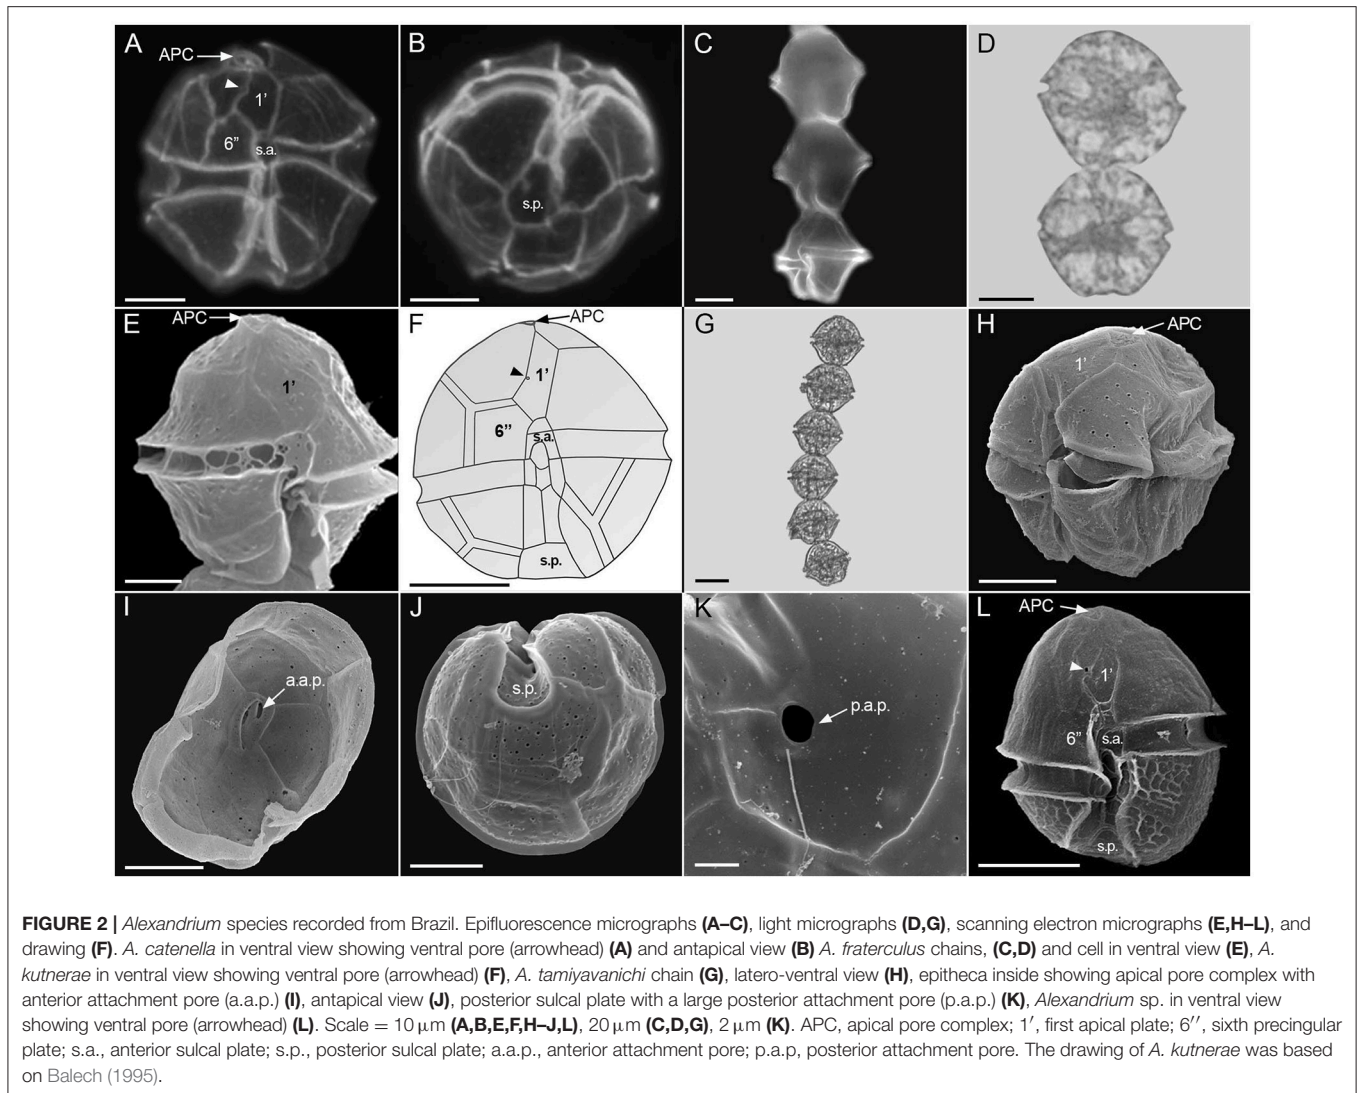 A
APC
1’
6”
s.a.
B
s.p.
C
D
E
APC
1’
F
APC
1’
6”
s.a.
s.p.
G
H
APC
1’
I
a.a.p.
J
s.p.
K
p.a.p.
L
APC
1’
6”
s.a.
s.p.
FIGURE 2 | Alexandrium species recorded from Brazil. Epifluorescence micrographs (A–C), light micrographs (D,G), scanning electron micrographs (E,H–L), and
drawing (F). A. catenella in ventral view showing ventral pore (arrowhead) (A) and antapical view (B) A. fraterculus chains, (C,D) and cell in ventral view (E), A.
kutnerae in ventral view showing ventral pore (arrowhead) (F), A. tamiyavanichi chain (G), latero-ventral view (H), epitheca inside showing apical pore complex with
anterior attachment pore (a.a.p.) (I), antapical view (J), posterior sulcal plate with a large posterior attachment pore (p.a.p.) (K), Alexandrium sp. in ventral view
showing ventral pore (arrowhead) (L). Scale = 10 μm (A,B,E,F,H–J,L), 20 μm (C,D,G), 2 μm (K). APC, apical pore complex; 1′, first apical plate; 6′′, sixth precingular
plate; s.a., anterior sulcal plate; s.p., posterior sulcal plate; a.a.p., anterior attachment pore; p.a.p, posterior attachment pore. The drawing of A. kutnerae was based
on Balech (1995).